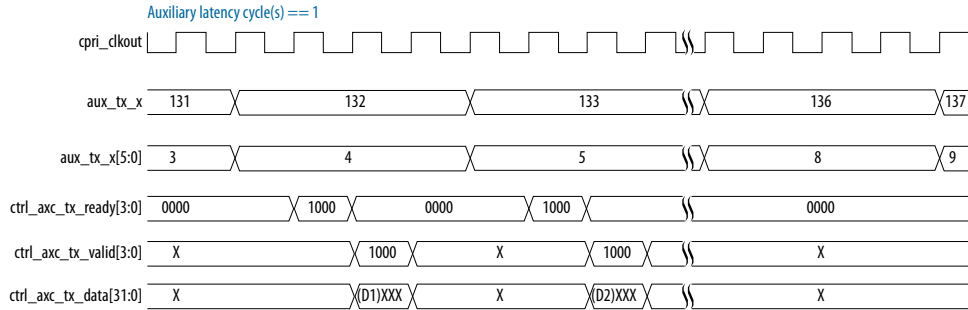 Auxiliary latency cycle(s) == 1
cpri_clkout
aux_tx_x 131 132 133 136 137
aux_tx_x[5:0] 3 4 5 8 9
ctrl_axc_tx_ready[3:0] 0000 1000 0000 1000 0000
ctrl_axc_tx_valid[3:0] X 1000 X 1000 X
ctrl_axc_tx_data[31:0] X (D1)XXX X (D2)XXX X